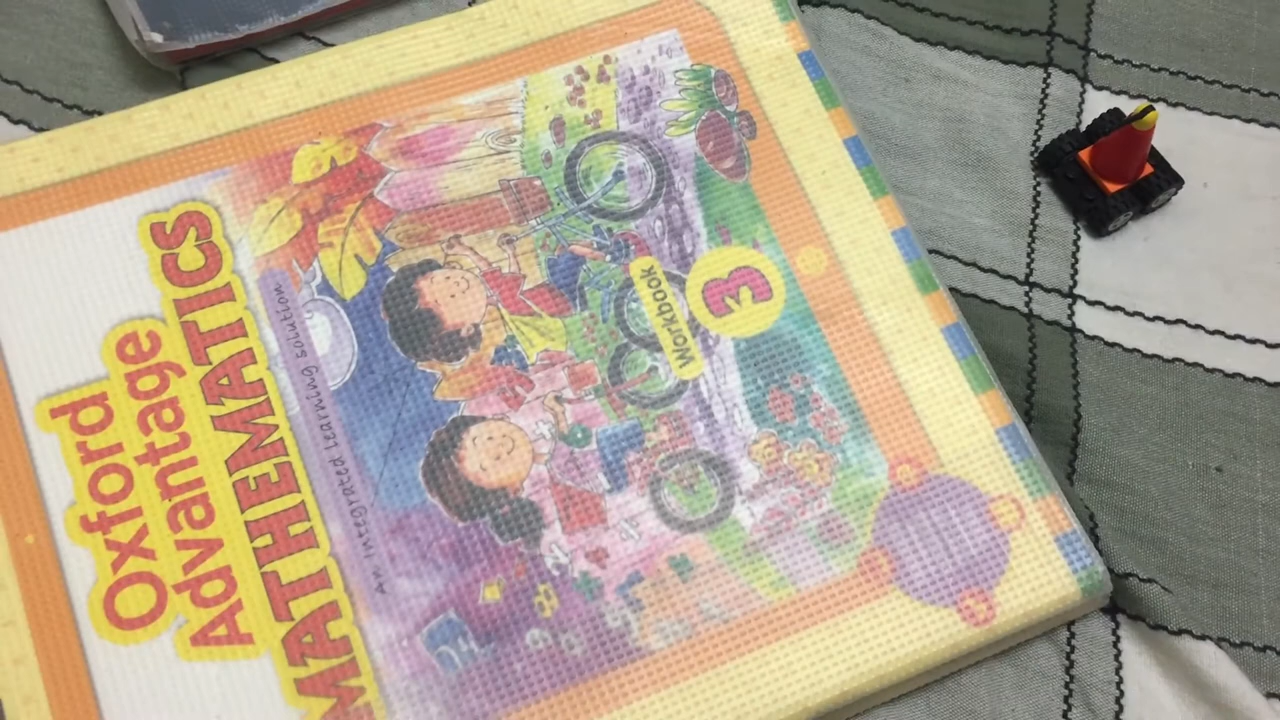 Oxford
Advantage
MATHEMATICS
An integrated learning solution
Workbook
3